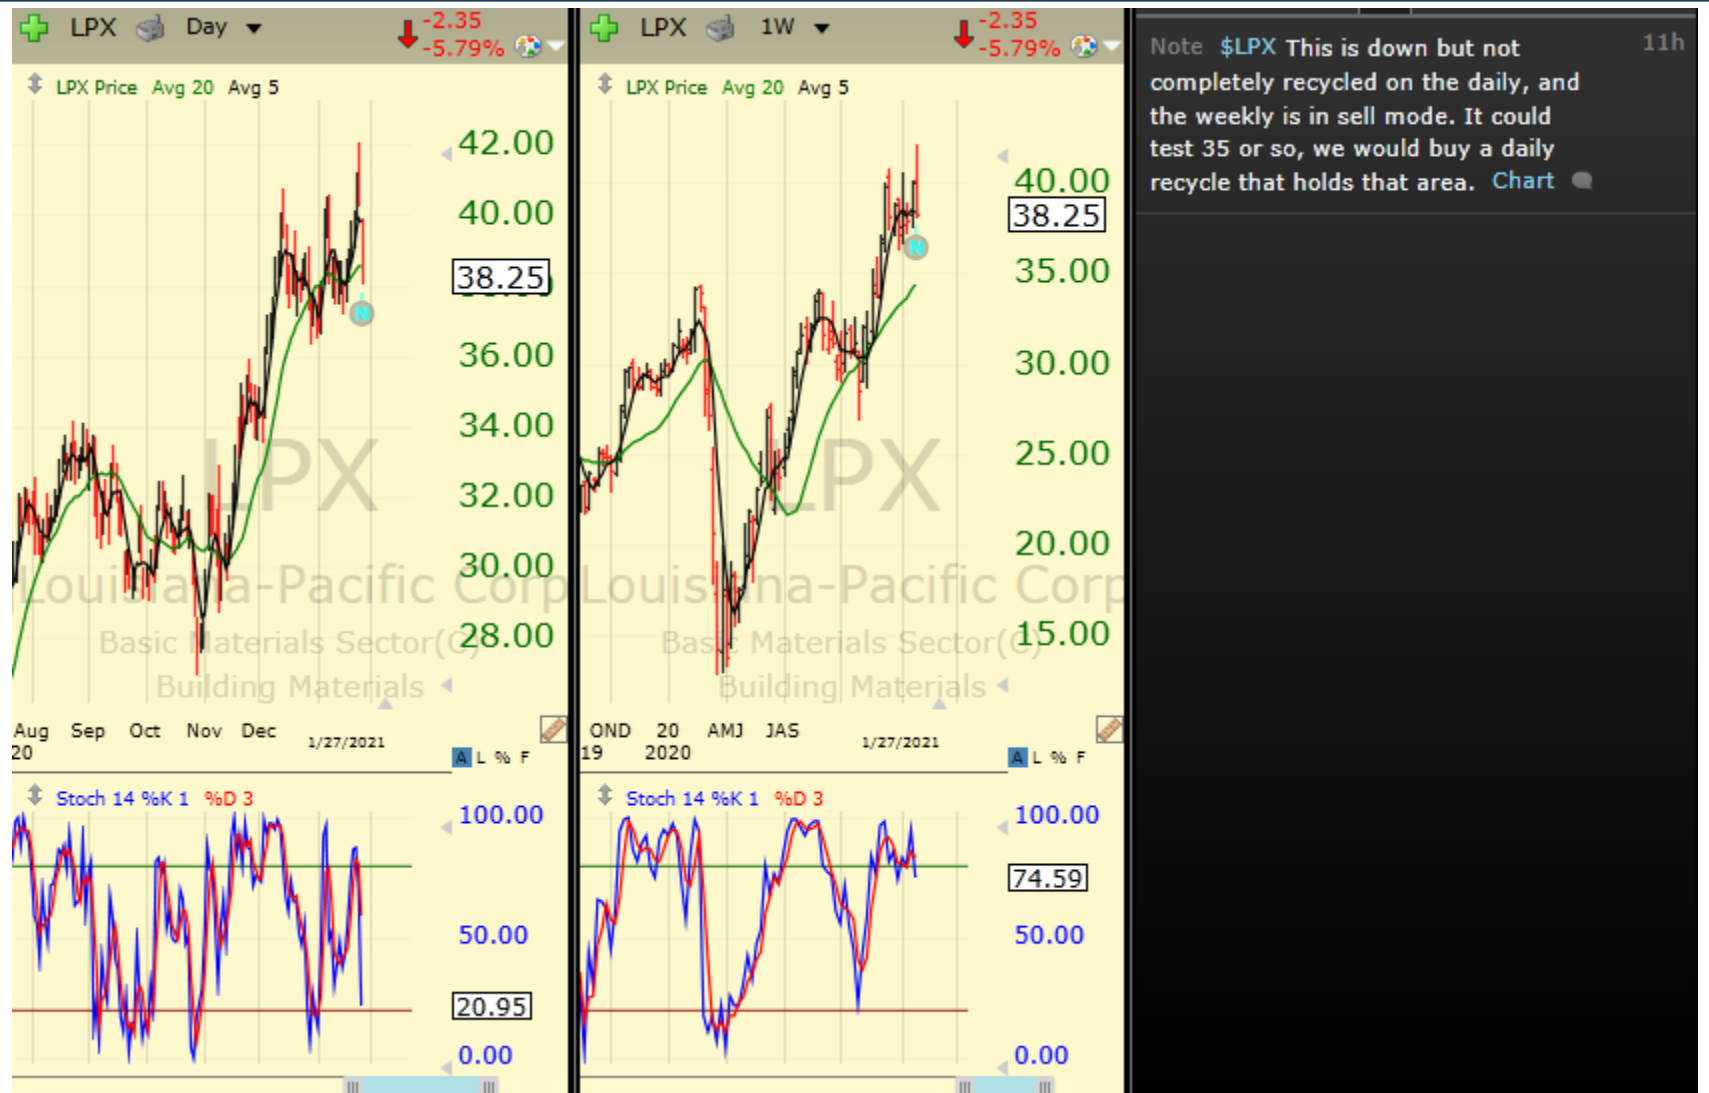 LPX Day -2.35
-5.79%
LPX Price Avg 20 Avg 5
42.00
40.00
38.25
36.00
34.00
32.00
30.00
28.00
LPX
Louisiana-Pacific Corp
Basic Materials Sector(C)
Building Materials
Aug Sep Oct Nov Dec 1/27/2021
20
A L % F
Stoch 14 %K 1 %D 3
100.00
50.00
20.95
0.00
LPX 1W -2.35
-5.79%
LPX Price Avg 20 Avg 5
40.00
38.25
N
35.00
30.00
25.00
20.00
15.00
LPX
Louisiana-Pacific Corp
Basic Materials Sector(C)
Building Materials
OND 20 AMJ JAS 1/27/2021
19 2020
A L % F
Stoch 14 %K 1 %D 3
100.00
74.59
50.00
0.00
N
Note $LPX This is down but not 11h
completely recycled on the daily, and
the weekly is in sell mode. It could
test 35 or so, we would buy a daily
recycle that holds that area. Chart